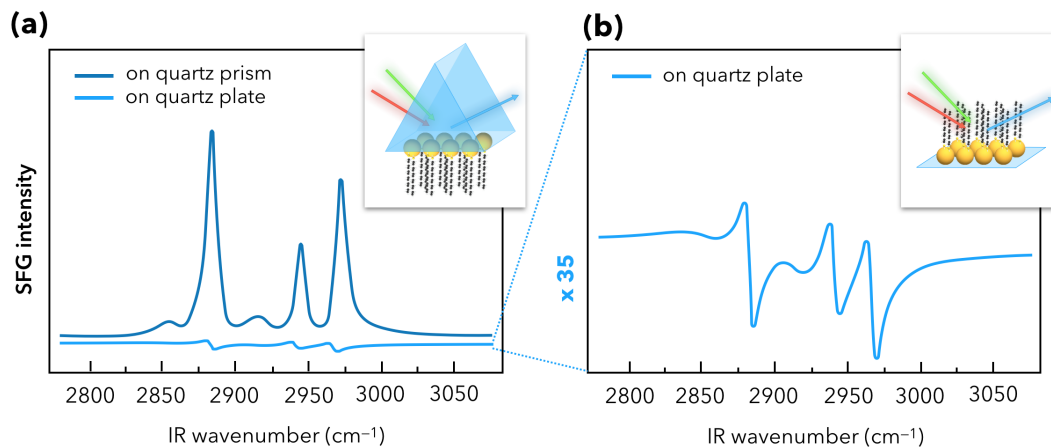 (a)
on quartz prism
on quartz plate
SFG intensity
2800 2850 2900 2950 3000 3050
IR wavenumber (cm⁻¹)
(b)
on quartz plate
x 35
2800 2850 2900 2950 3000 3050
IR wavenumber (cm⁻¹)